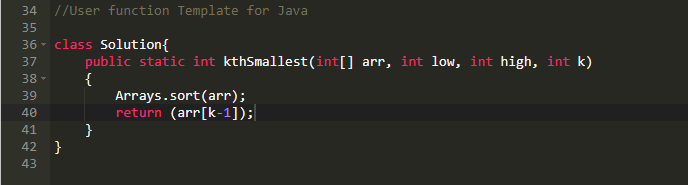 34 //User function Template for Java
35
36 class Solution{
37 public static int kthSmallest(int[] arr, int low, int high, int k)
38 {
39 Arrays.sort(arr);
40 return (arr[k-1]);
41 }
42 }
43